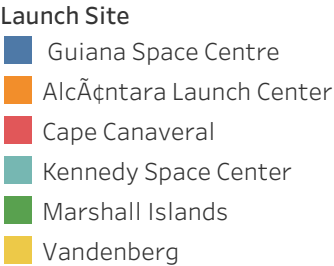 Launch Site
Guiana Space Centre
AlcÃ¢ntara Launch Center
Cape Canaveral
Kennedy Space Center
Marshall Islands
Vandenberg